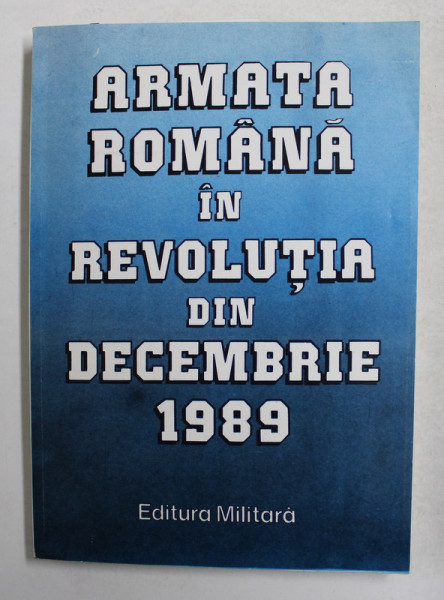 ARMATA
ROMÂNĂ
ÎN
REVOLUȚIA
DIN
DECEMBRIE
1989
Editura Militară